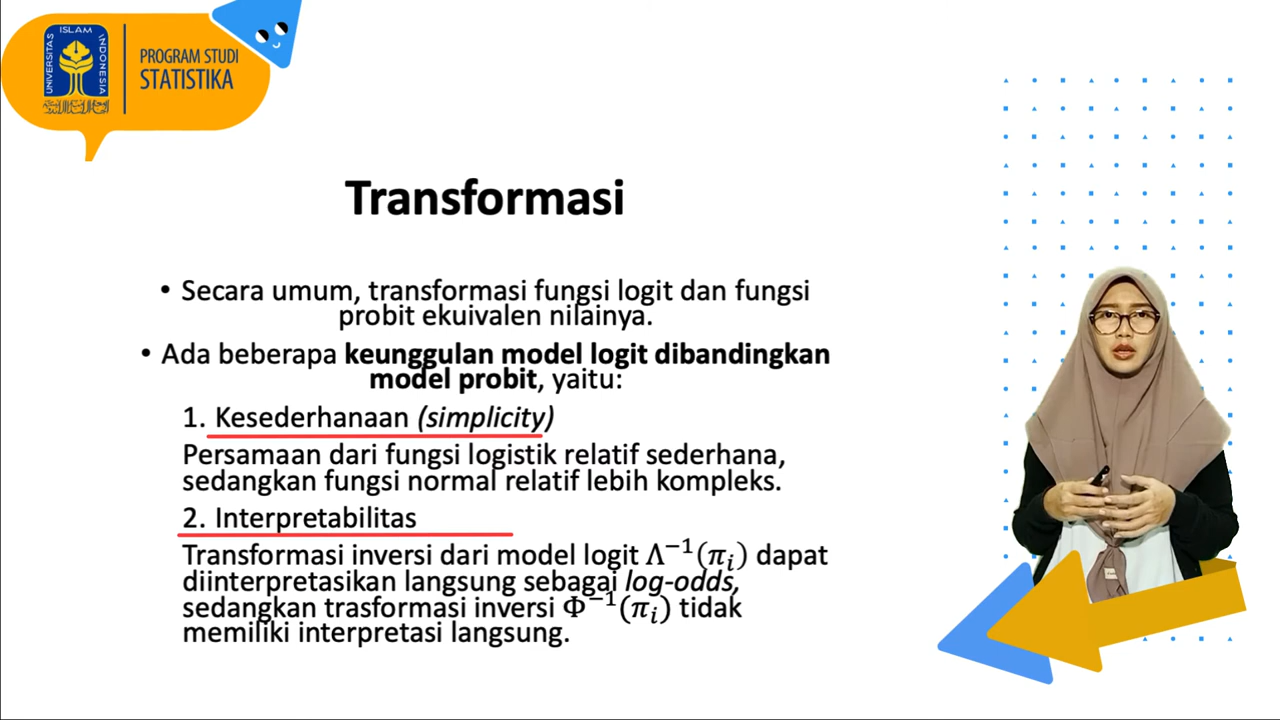 UNIVERSITAS
ISLAM
INDONESIA
PROGRAM STUDI
STATISTIKA
Transformasi
• Secara umum, transformasi fungsi logit dan fungsi
probit ekuivalen nilainya.
• Ada beberapa keunggulan model logit dibandingkan
model probit, yaitu:
1. Kesederhanaan (simplicity)
Persamaan dari fungsi logistik relatif sederhana,
sedangkan fungsi normal relatif lebih kompleks.
2. Interpretabilitas
Transformasi inversi dari model logit Λ⁻¹(πᵢ) dapat
diinterpretasikan langsung sebagai log-odds,
sedangkan trasformasi inversi Φ⁻¹(πᵢ) tidak
memiliki interpretasi langsung.